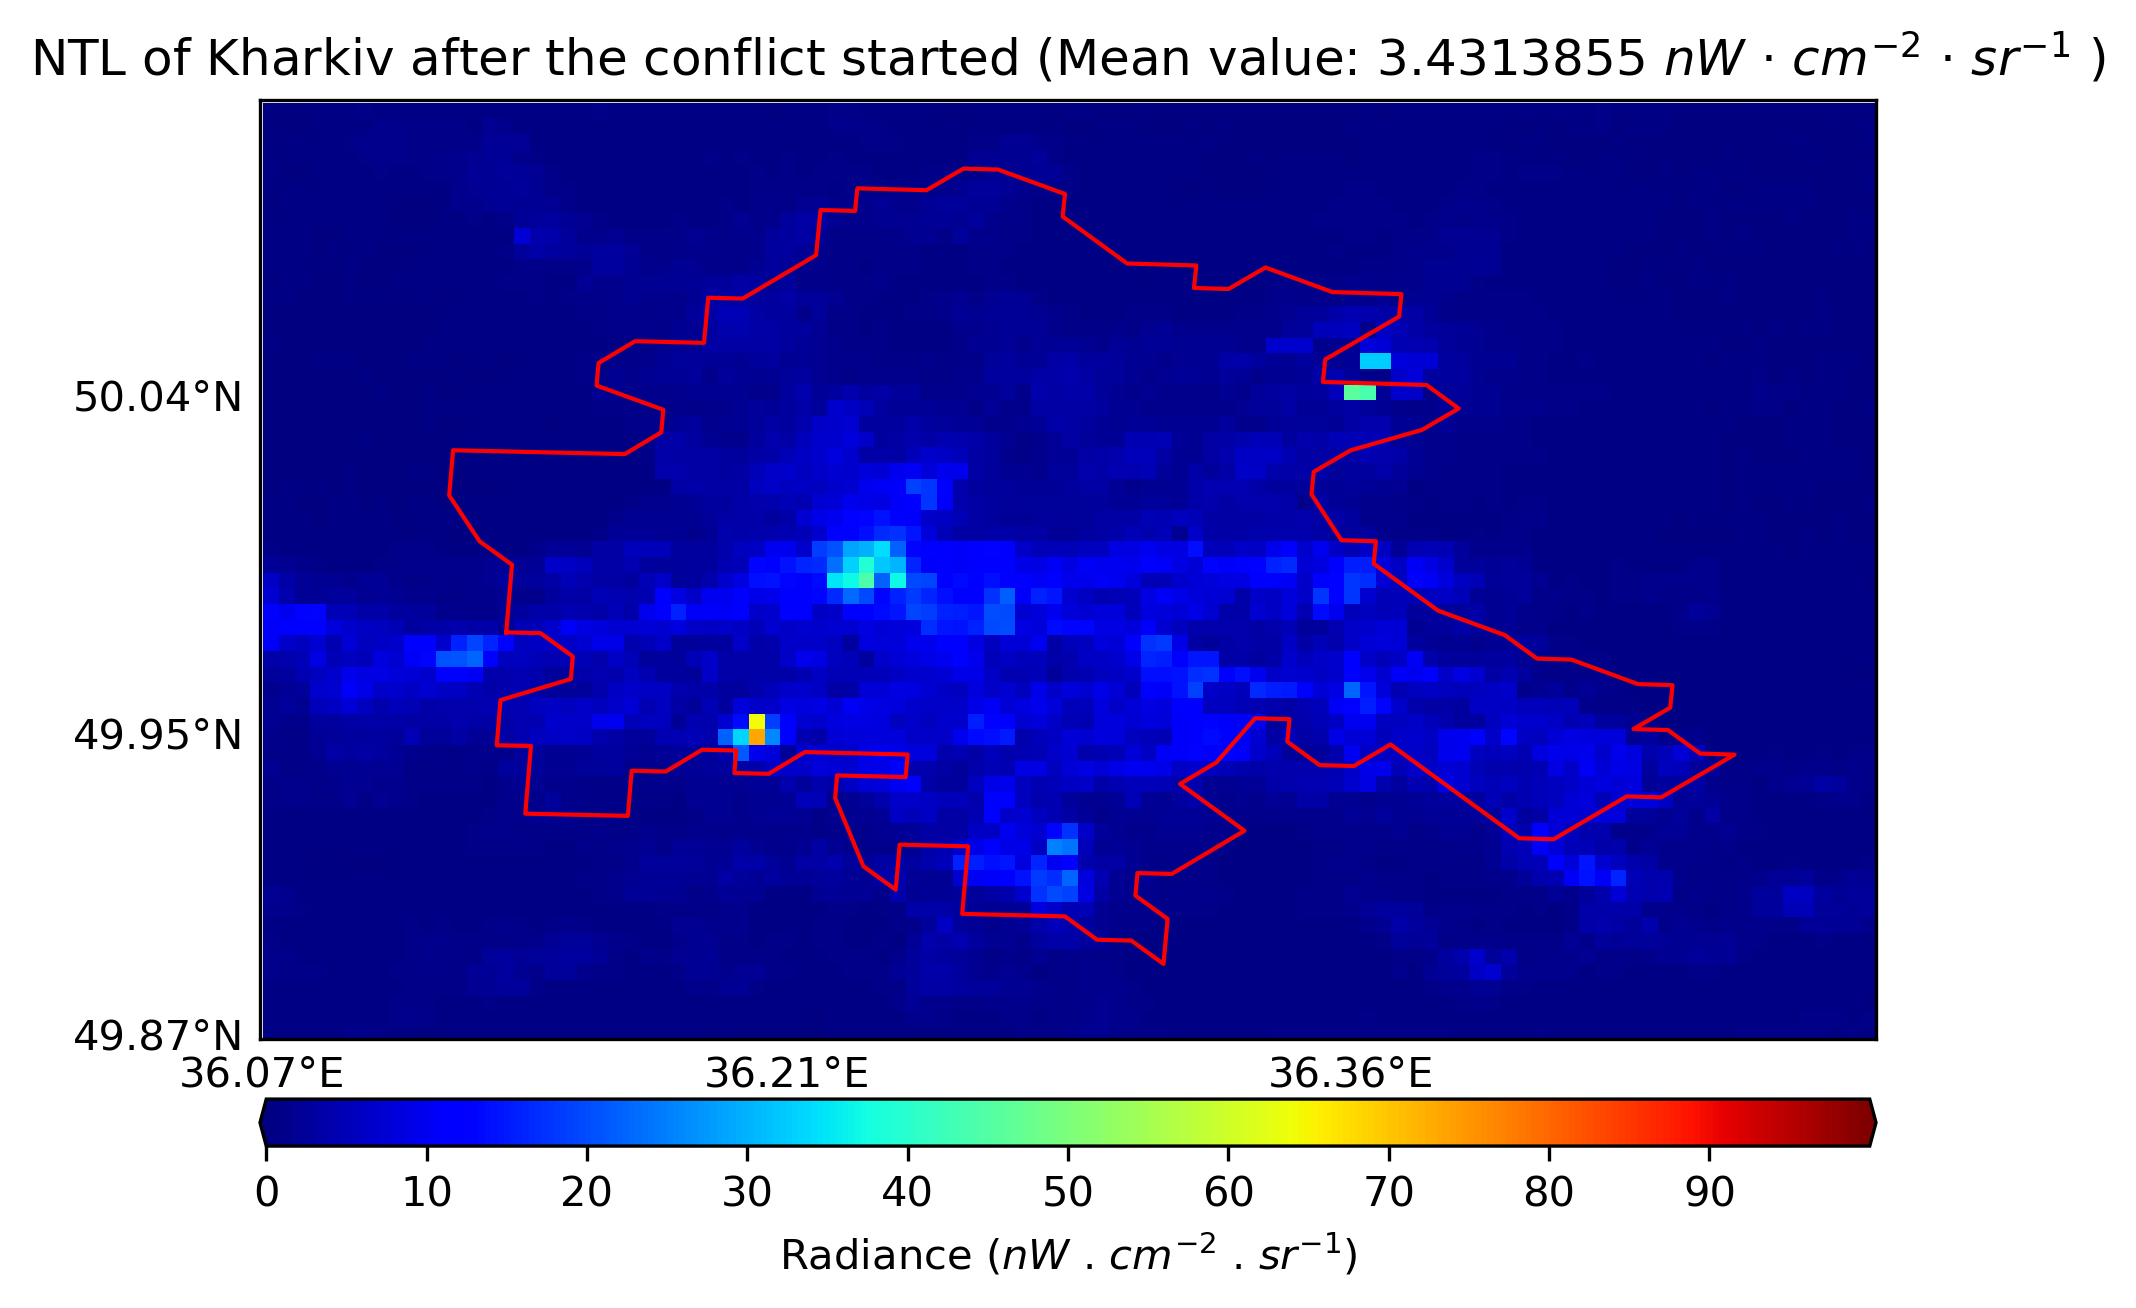 NTL of Kharkiv after the conflict started (Mean value: 3.4313855 nW · cm⁻² · sr⁻¹ )
50.04°N
49.95°N
49.87°N
36.07°E 36.21°E 36.36°E
0 10 20 30 40 50 60 70 80 90
Radiance (nW . cm⁻² . sr⁻¹)